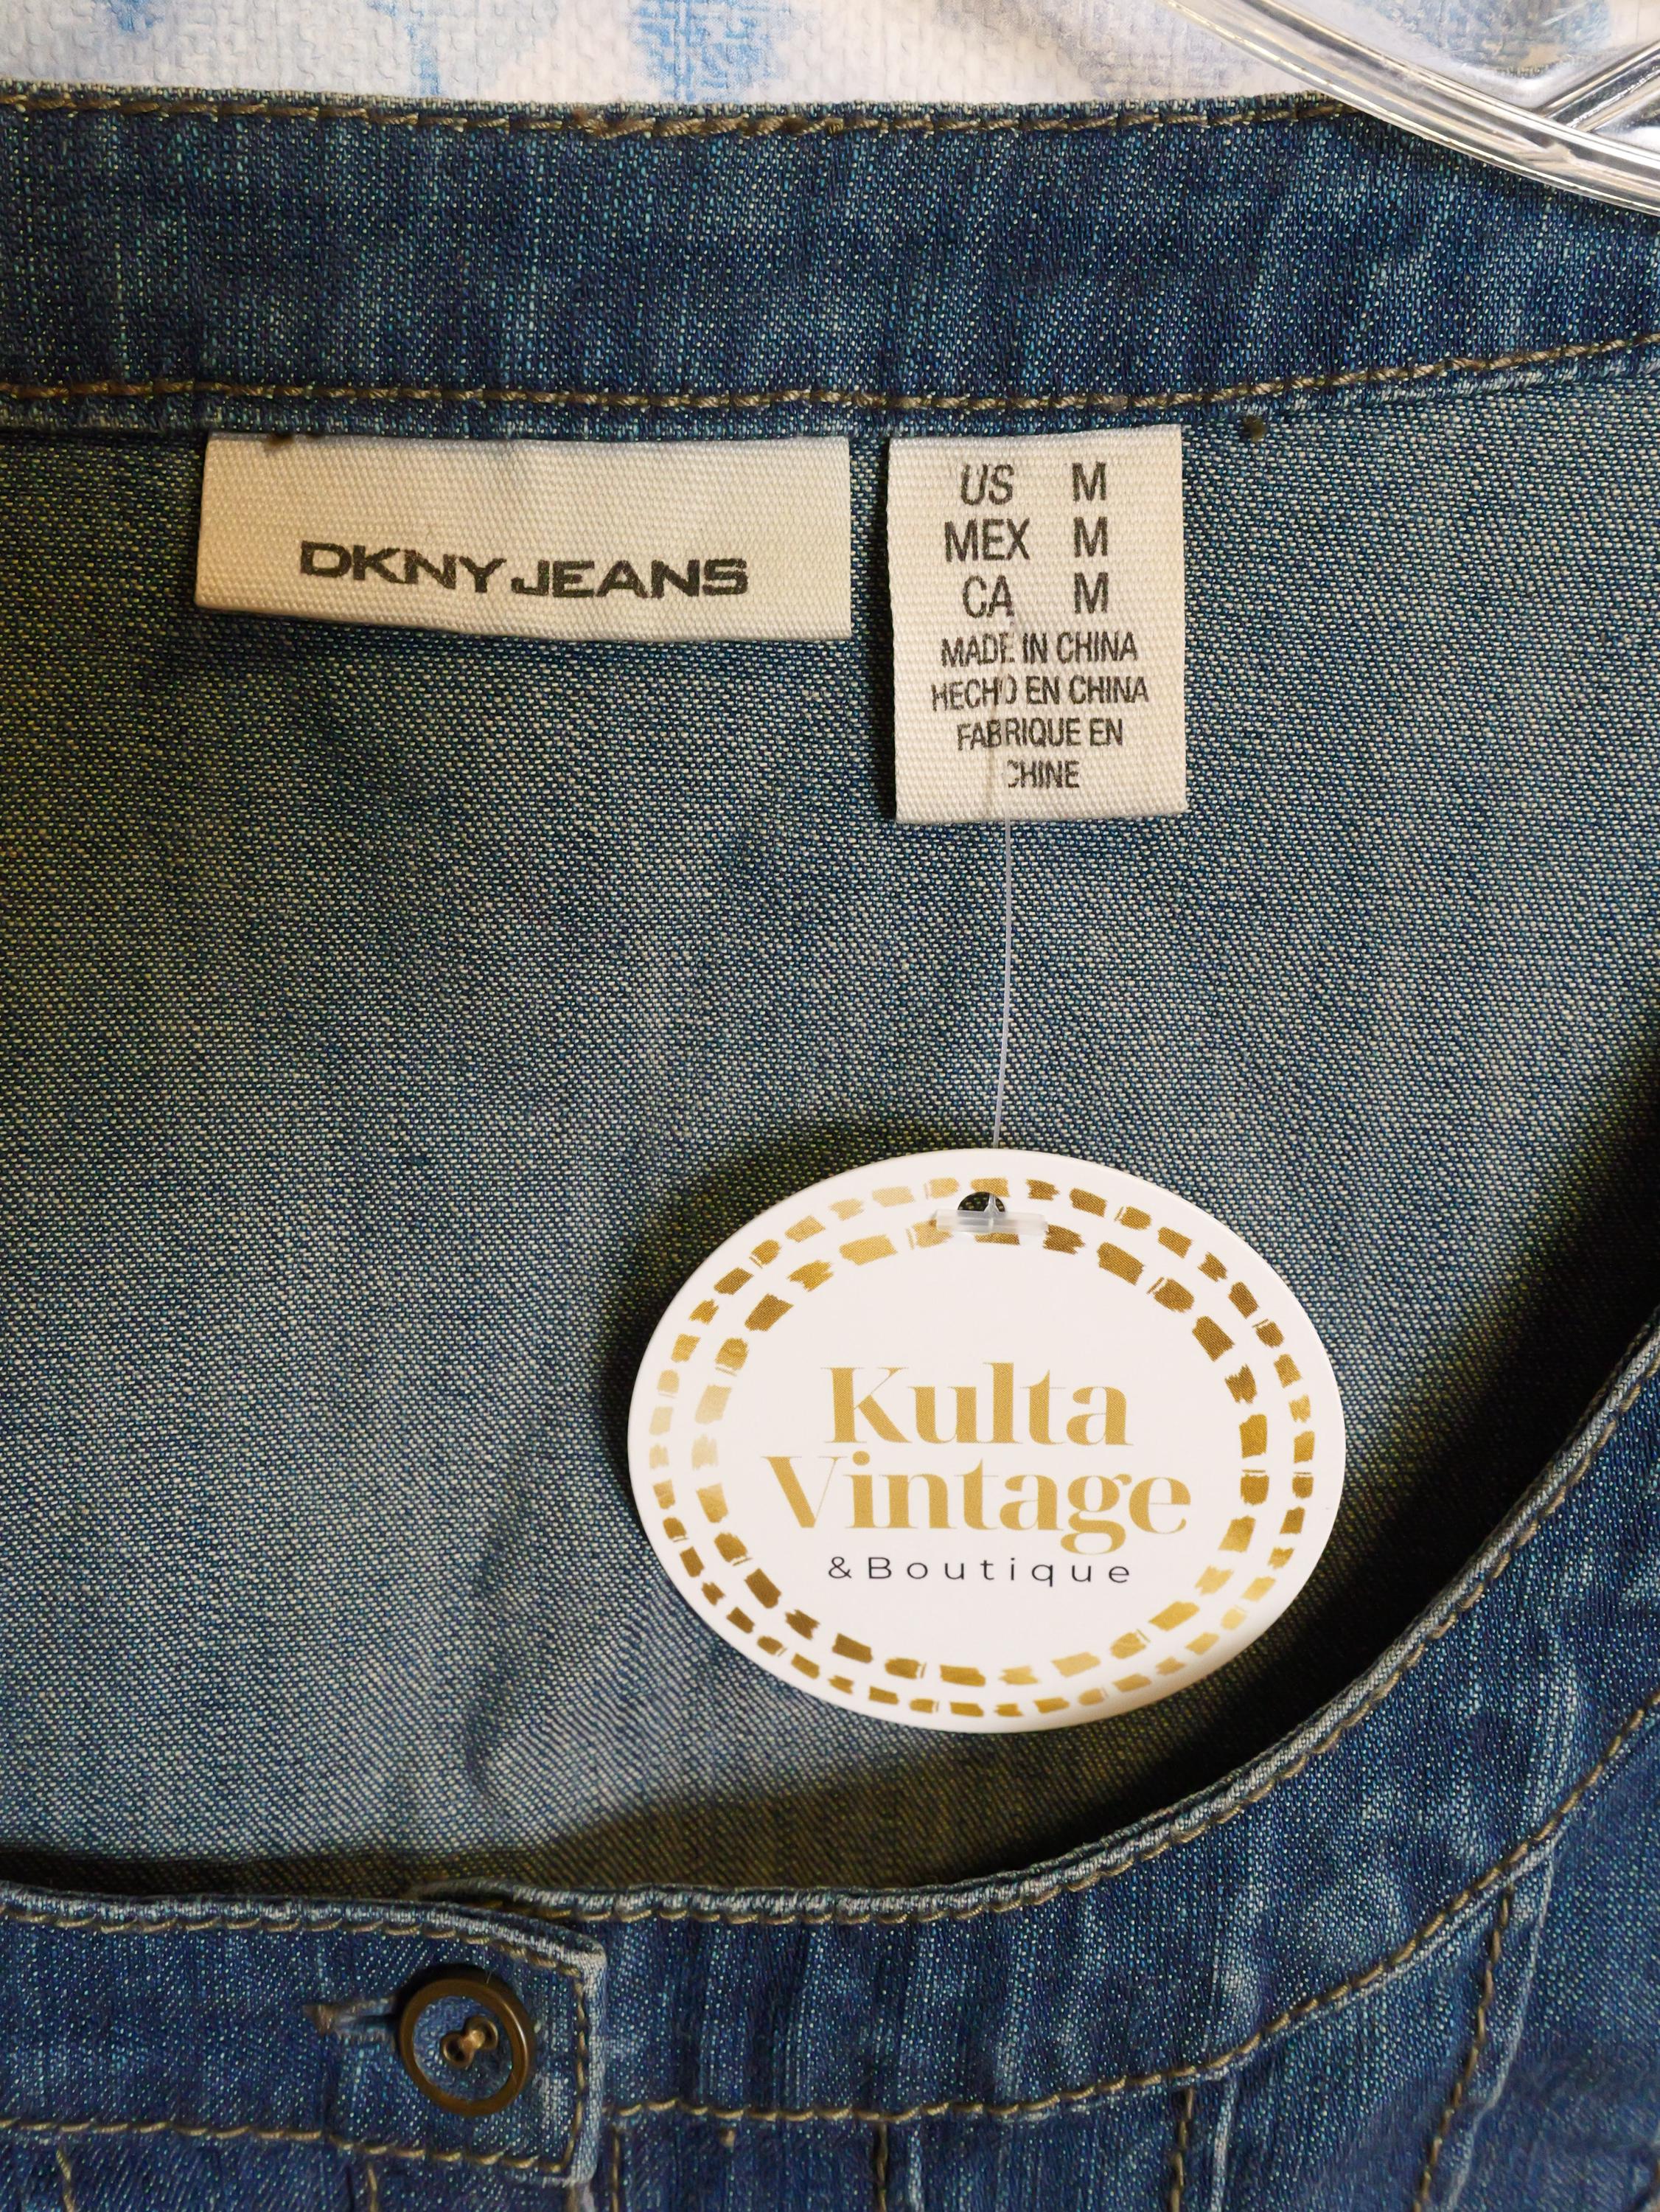 DKNY JEANS
US M
MEX M
CA M
MADE IN CHINA
HECHO EN CHINA
FABRIQUE EN
CHINE
Kulta
Vintage
&Boutique